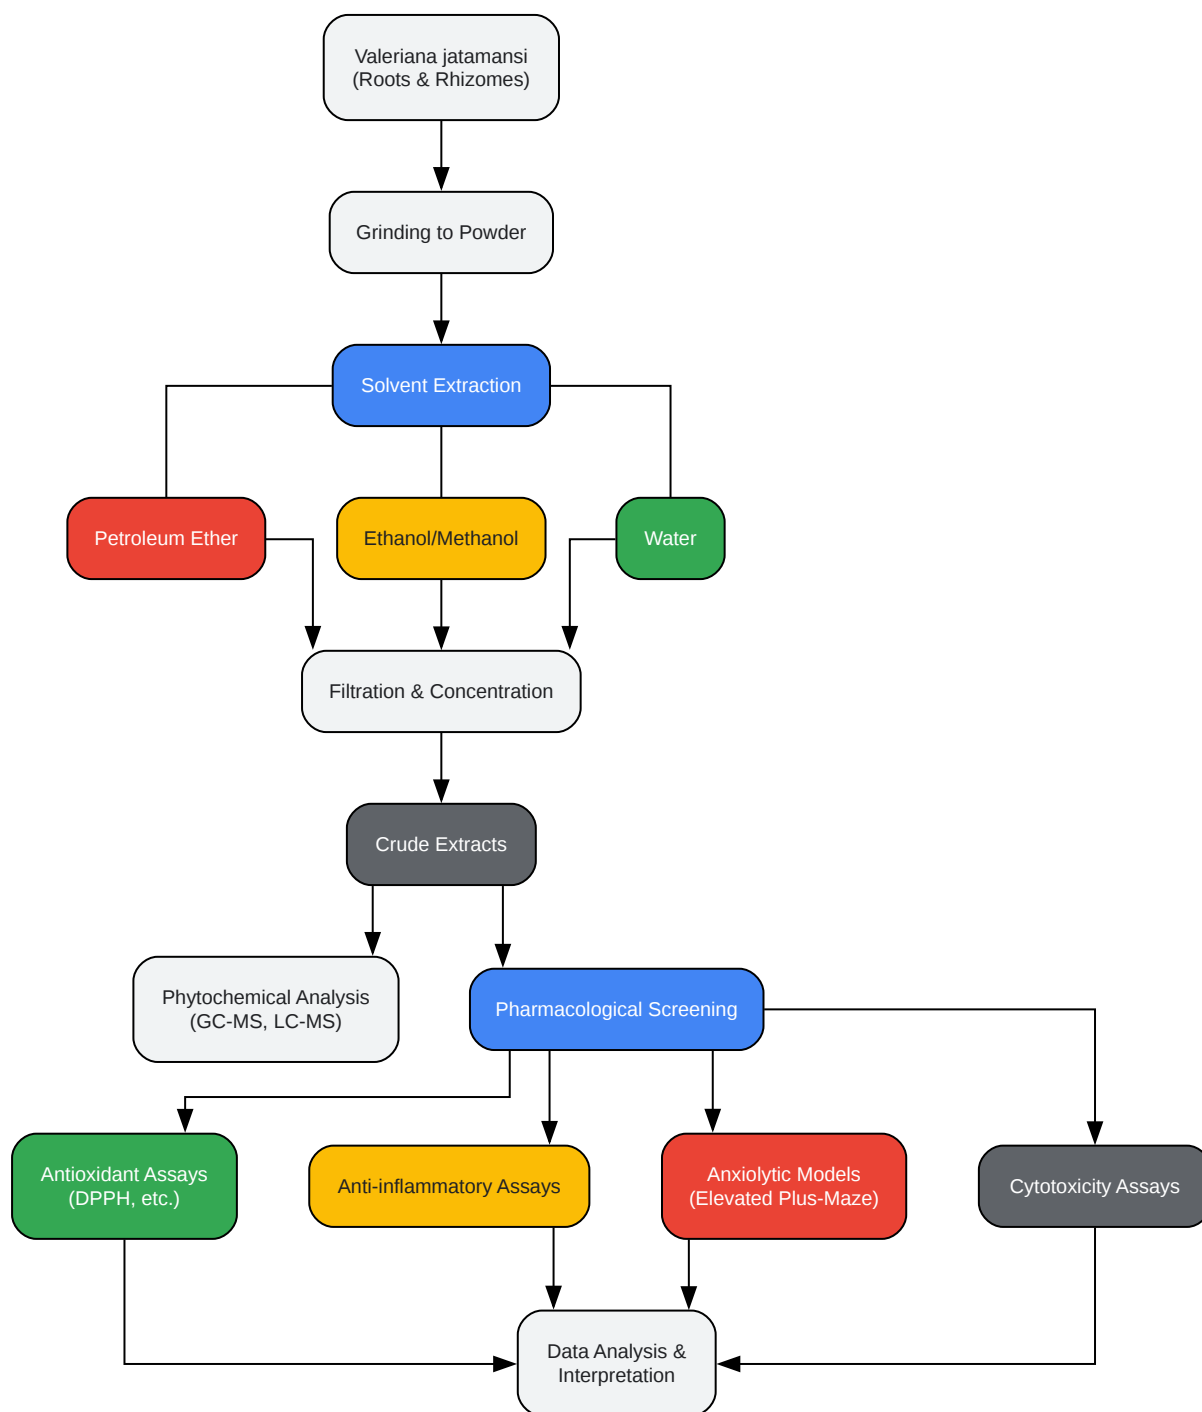 Valeriana jatamansi
(Roots & Rhizomes)
Grinding to Powder
Solvent Extraction
Petroleum Ether
Ethanol/Methanol
Water
Filtration & Concentration
Crude Extracts
Phytochemical Analysis
(GC-MS, LC-MS)
Pharmacological Screening
Antioxidant Assays
(DPPH, etc.)
Anti-inflammatory Assays
Anxiolytic Models
(Elevated Plus-Maze)
Cytotoxicity Assays
Data Analysis &
Interpretation